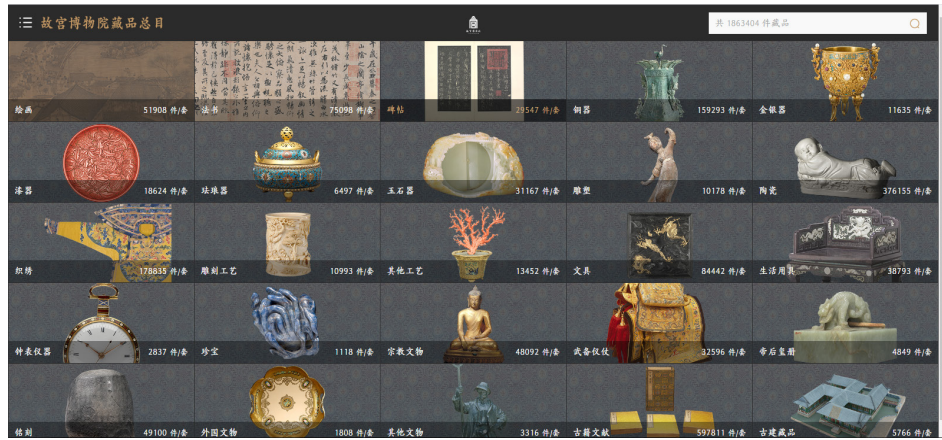 故宫博物院藏品总目
共 1863404 件藏品
绘画 51908 件/套
法书 75098 件/套
碑帖 29547 件/套
铜器 159293 件/套
金银器 11635 件/套
漆器 18624 件/套
珐琅器 6497 件/套
玉石器 31167 件/套
雕塑 10178 件/套
陶瓷 376155 件/套
织绣 178835 件/套
雕刻工艺 10993 件/套
其他工艺 13452 件/套
文具 84442 件/套
生活用具 38793 件/套
钟表仪器 2837 件/套
珍宝 1118 件/套
宗教文物 48092 件/套
武备仪仗 32596 件/套
帝后玺册 4849 件/套
铭刻 49100 件/套
外国文物 1808 件/套
其他文物 3316 件/套
古籍文献 597811 件/套
古建藏品 5766 件/套